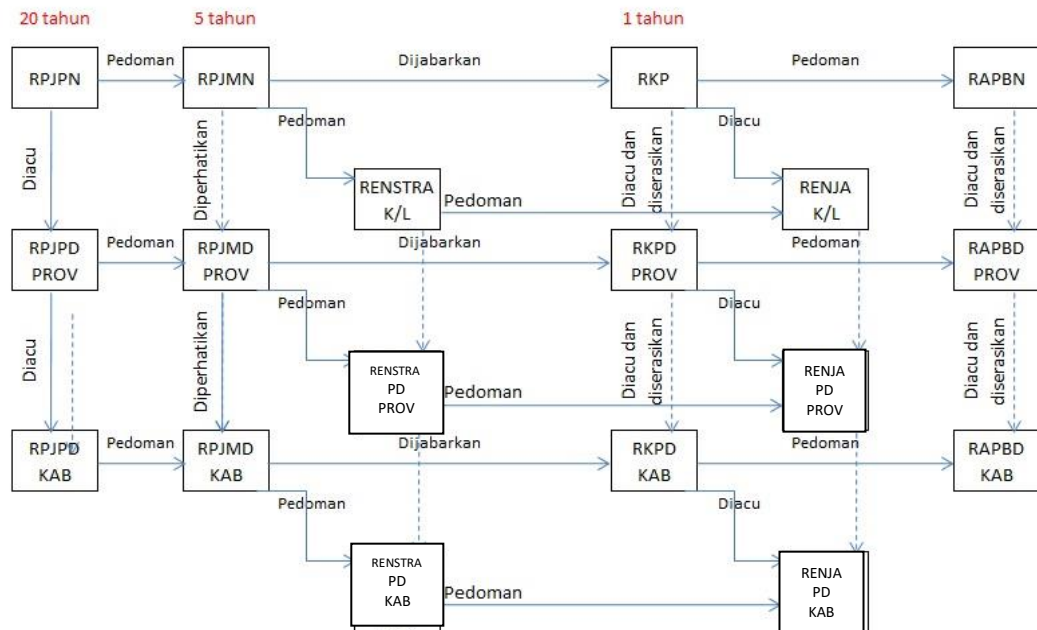 20 tahun
5 tahun
1 tahun
RPJPN
Pedoman
RPJMN
Dijabarkan
RKP
Pedoman
RAPBN
Diacu
Diperhatikan
Pedoman
Diacu dan
diserasikan
Diacu
Diacu dan
diserasikan
RENSTRA
K/L
Pedoman
RENJA
K/L
RPJPD
PROV
Pedoman
RPJMD
PROV
Dijabarkan
RKPD
PROV
Pedoman
RAPBD
PROV
Diacu
Diperhatikan
Pedoman
Diacu dan
diserasikan
Diacu
Diacu dan
diserasikan
RENSTRA
PD
PROV
Pedoman
RENJA
PD
PROV
RPJPD
KAB
Pedoman
RPJMD
KAB
Dijabarkan
RKPD
KAB
Pedoman
RAPBD
KAB
Pedoman
Diacu
RENSTRA
PD
KAB
Pedoman
RENJA
PD
KAB